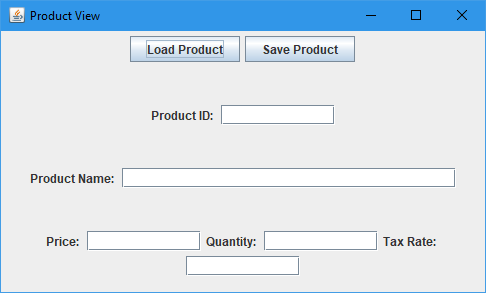 Product View
Load Product Save Product
Product ID:
Product Name:
Price: Quantity: Tax Rate: